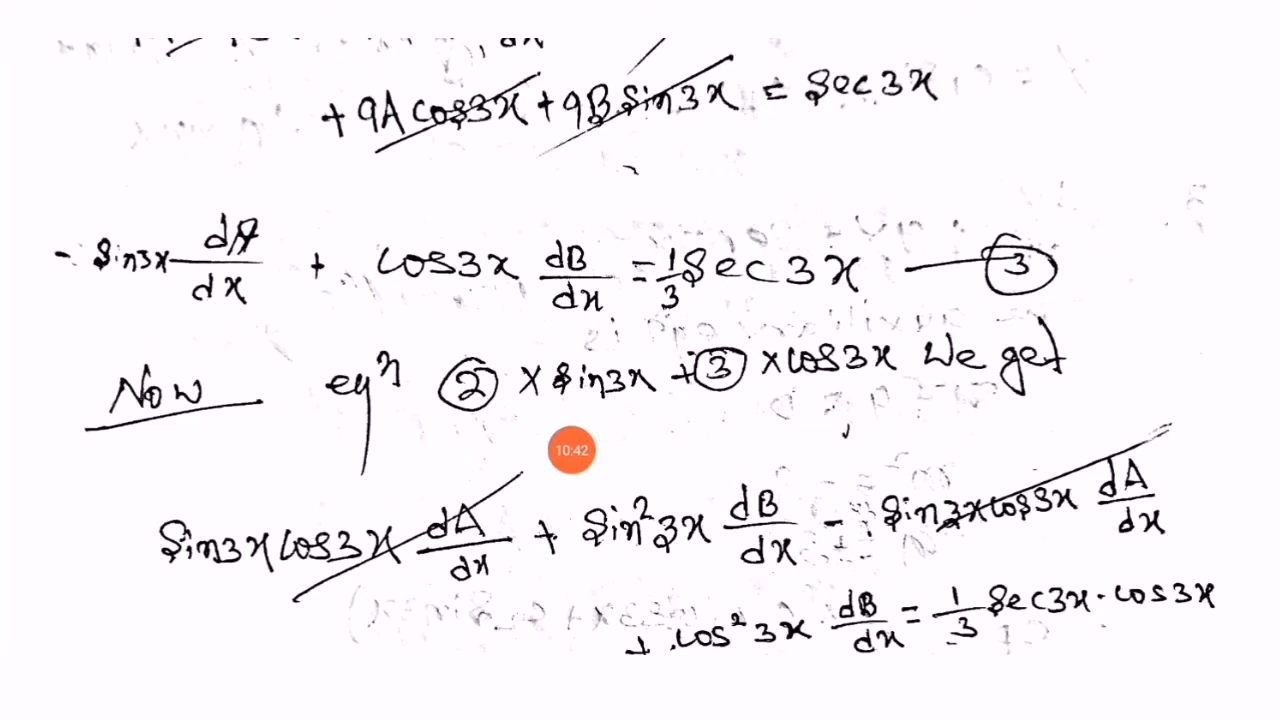 + 9A cos3x + 9B sin3x = Sec3x
- Sin3x dA/dx + cos3x dB/dx = 1/3 Sec3x — 3
Now eqn 2 x sin3x + 3 x cos3x We get
10:42
Sin3x cos3x dA/dx + Sin²3x dB/dx - Sin3x cos3x dA/dx
+ cos²3x dB/dx = 1/3 Sec3x · cos3x